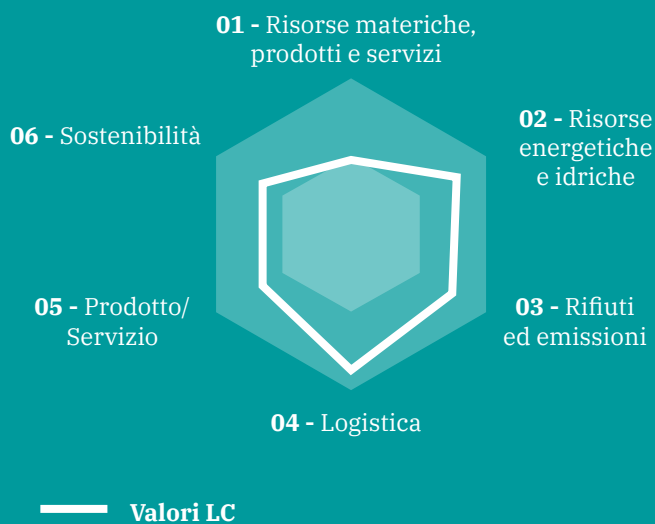 01 - Risorse materiche,
prodotti e servizi
02 - Risorse
energetiche
e idriche
03 - Rifiuti
ed emissioni
04 - Logistica
05 - Prodotto/
Servizio
06 - Sostenibilità
Valori LC